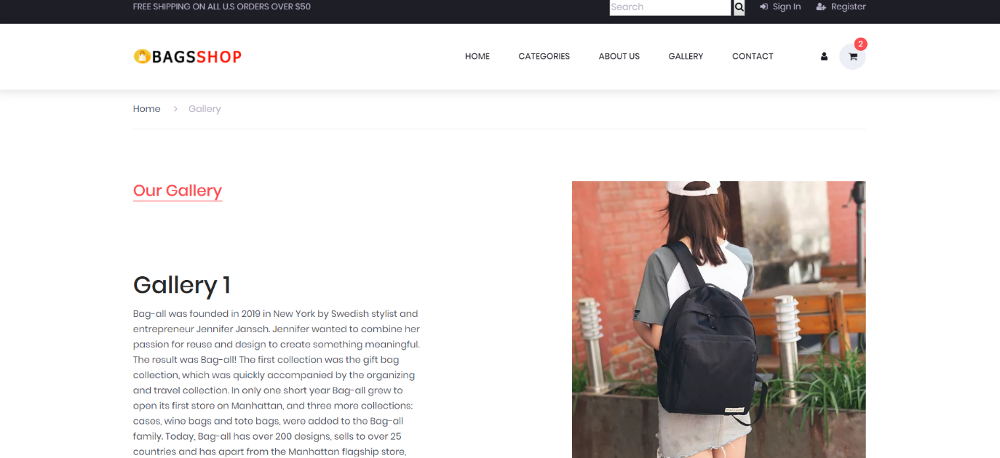 FREE SHIPPING ON ALL U.S ORDERS OVER $50
Search
Sign In
Register
BAGSSHOP
HOME
CATEGORIES
ABOUT US
GALLERY
CONTACT
2
Home > Gallery
Our Gallery
Gallery 1
Bag-all was founded in 2019 in New York by Swedish stylist and
entrepreneur Jennifer Jansch. Jennifer wanted to combine her
passion for reuse and design to create something meaningful.
The result was Bag-all! The first collection was the gift bag
collection, which was quickly accompanied by the organizing
and travel collection. In only one short year Bag-all grew to
open its first store on Manhattan, and three more collections:
cases, wine bags and tote bags, were added to the Bag-all
family. Today, Bag-all has over 200 designs, sells to over 25
countries and has apart from the Manhattan flagship store,